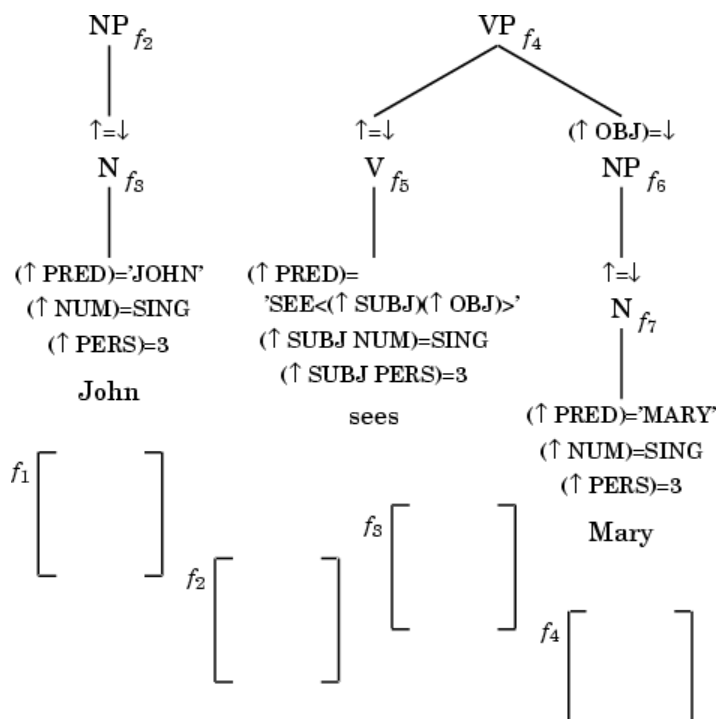 NP f2 VP f4
↑=↓ ↑=↓ (↑ OBJ)=↓
N f3 V f5 NP f6
(↑ PRED)='JOHN' (↑ PRED)= ↑=↓
(↑ NUM)=SING 'SEE<(↑ SUBJ)(↑ OBJ)>' N f7
(↑ PERS)=3 (↑ SUBJ NUM)=SING
John (↑ SUBJ PERS)=3
sees (↑ PRED)='MARY'
(↑ NUM)=SING
(↑ PERS)=3
Mary
f1
f2
f3
f4